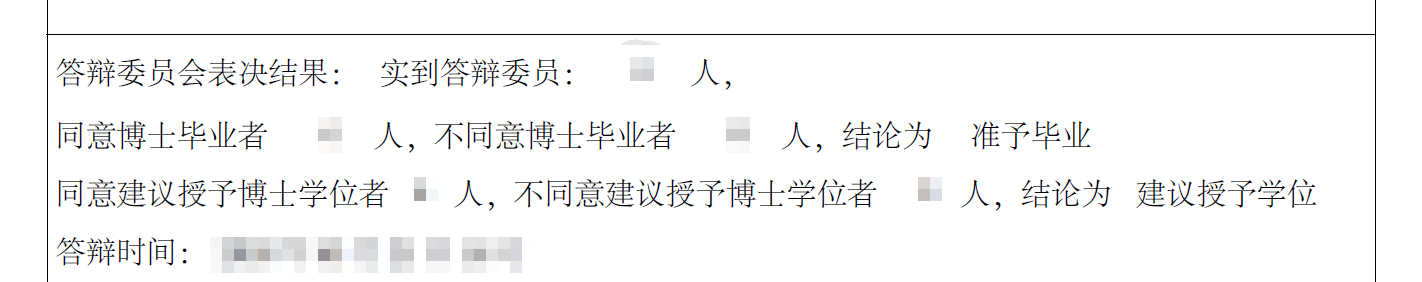 答辩委员会表决结果： 实到答辩委员： 人，
同意博士毕业者 人，不同意博士毕业者 人，结论为 准予毕业
同意建议授予博士学位者 人，不同意建议授予博士学位者 人，结论为 建议授予学位
答辩时间：